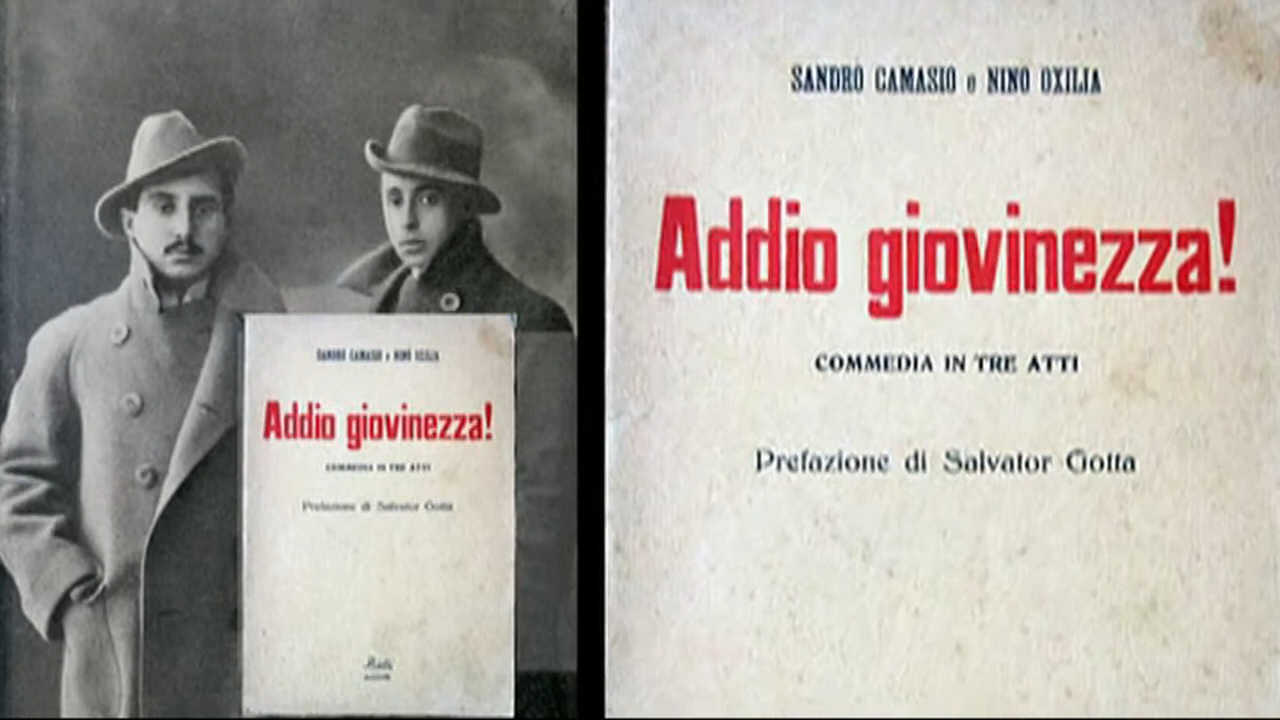 SANDRO CAMASIO e NINO OXILIA
Addio giovinezza!
COMMEDIA IN TRE ATTI
Prefazione di Salvator Gotta
SANDRO CAMASIO e NINO OXILIA
Addio giovinezza!
COMMEDIA IN TRE ATTI
Prefazione di Salvator Gotta